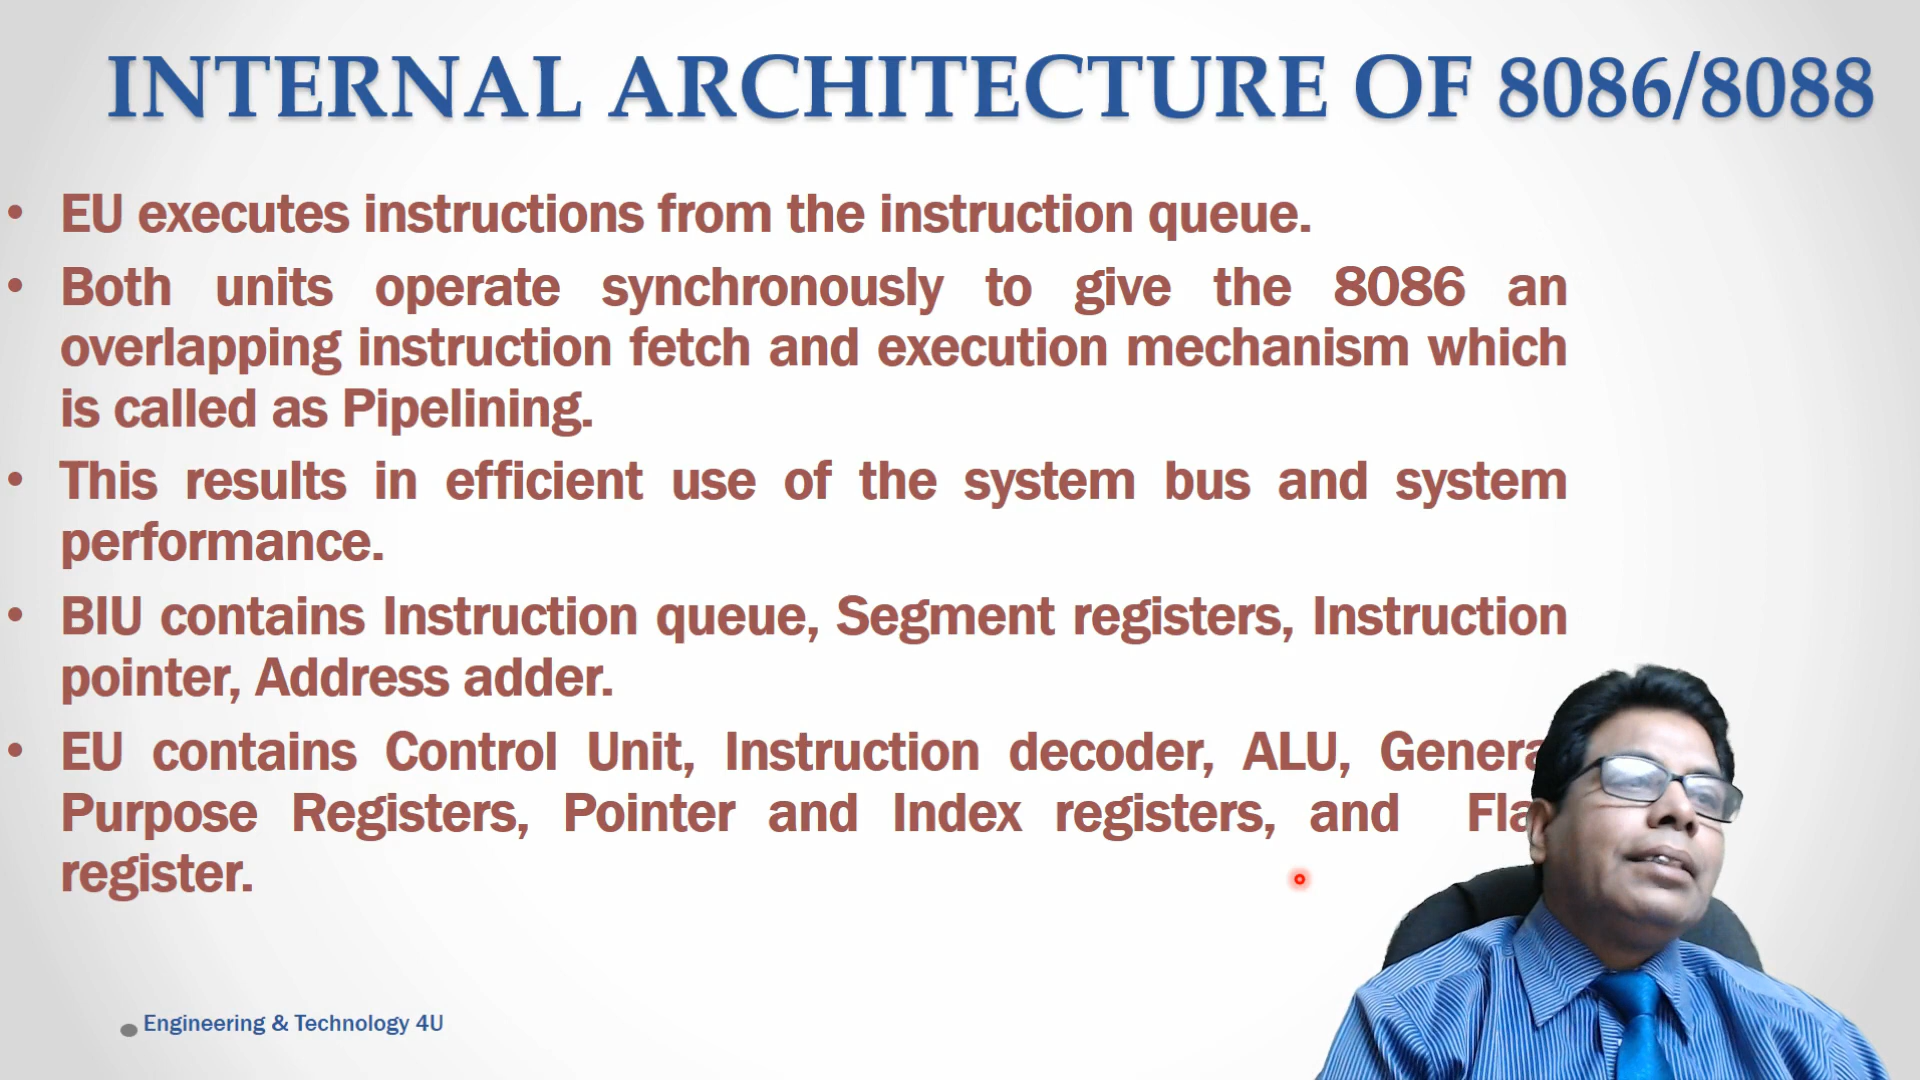 INTERNAL ARCHITECTURE OF 8086/8088
• EU executes instructions from the instruction queue.
• Both units operate synchronously to give the 8086 an
overlapping instruction fetch and execution mechanism which
is called as Pipelining.
• This results in efficient use of the system bus and system
performance.
• BIU contains Instruction queue, Segment registers, Instruction
pointer, Address adder.
• EU contains Control Unit, Instruction decoder, ALU,
Purpose Registers, Pointer and Index registers, and
register.
Engineering & Technology 4U